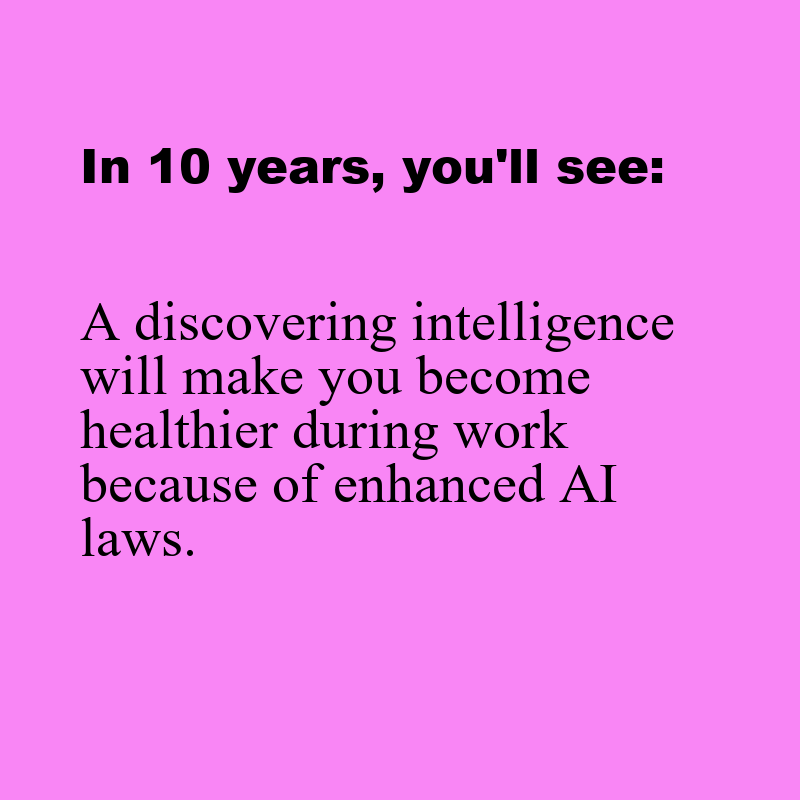 In 10 years, you'll see:
A discovering intelligence
will make you become
healthier during work
because of enhanced AI
laws.